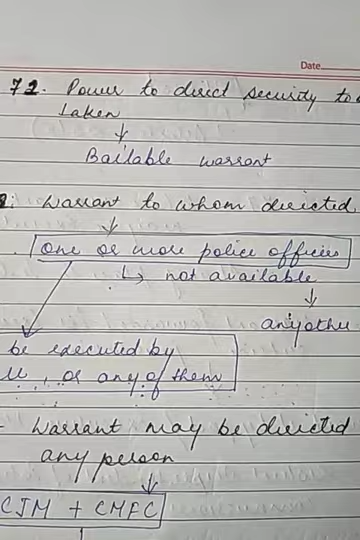 Date
72. Power to direct security to
taken
↓
Bailable warrant
warrant to whom directed
↓
One or more police officers
↳ not available
↓
any other
be executed by
, or any of them
- Warrant may be directed
any person
↓
CJM + CMFC